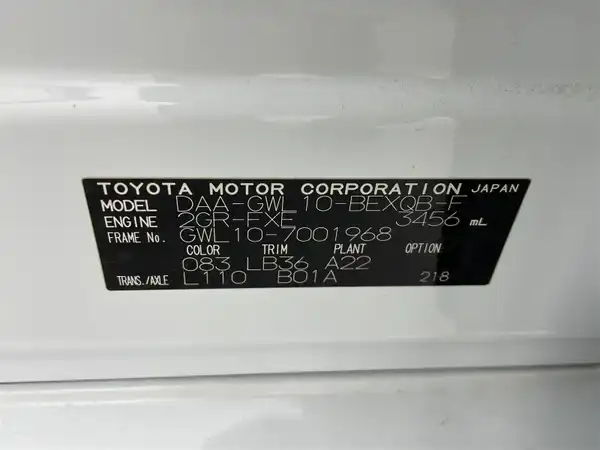 TOYOTA MOTOR CORPORATION JAPAN
MODEL DAA-GWL10-BEXQB-F
ENGINE 2GR-FXE 3456 mL
FRAME No. GWL10-7001968
COLOR TRIM PLANT OPTION
083 LB36 A22
TRANS./AXLE L110 B01A 218